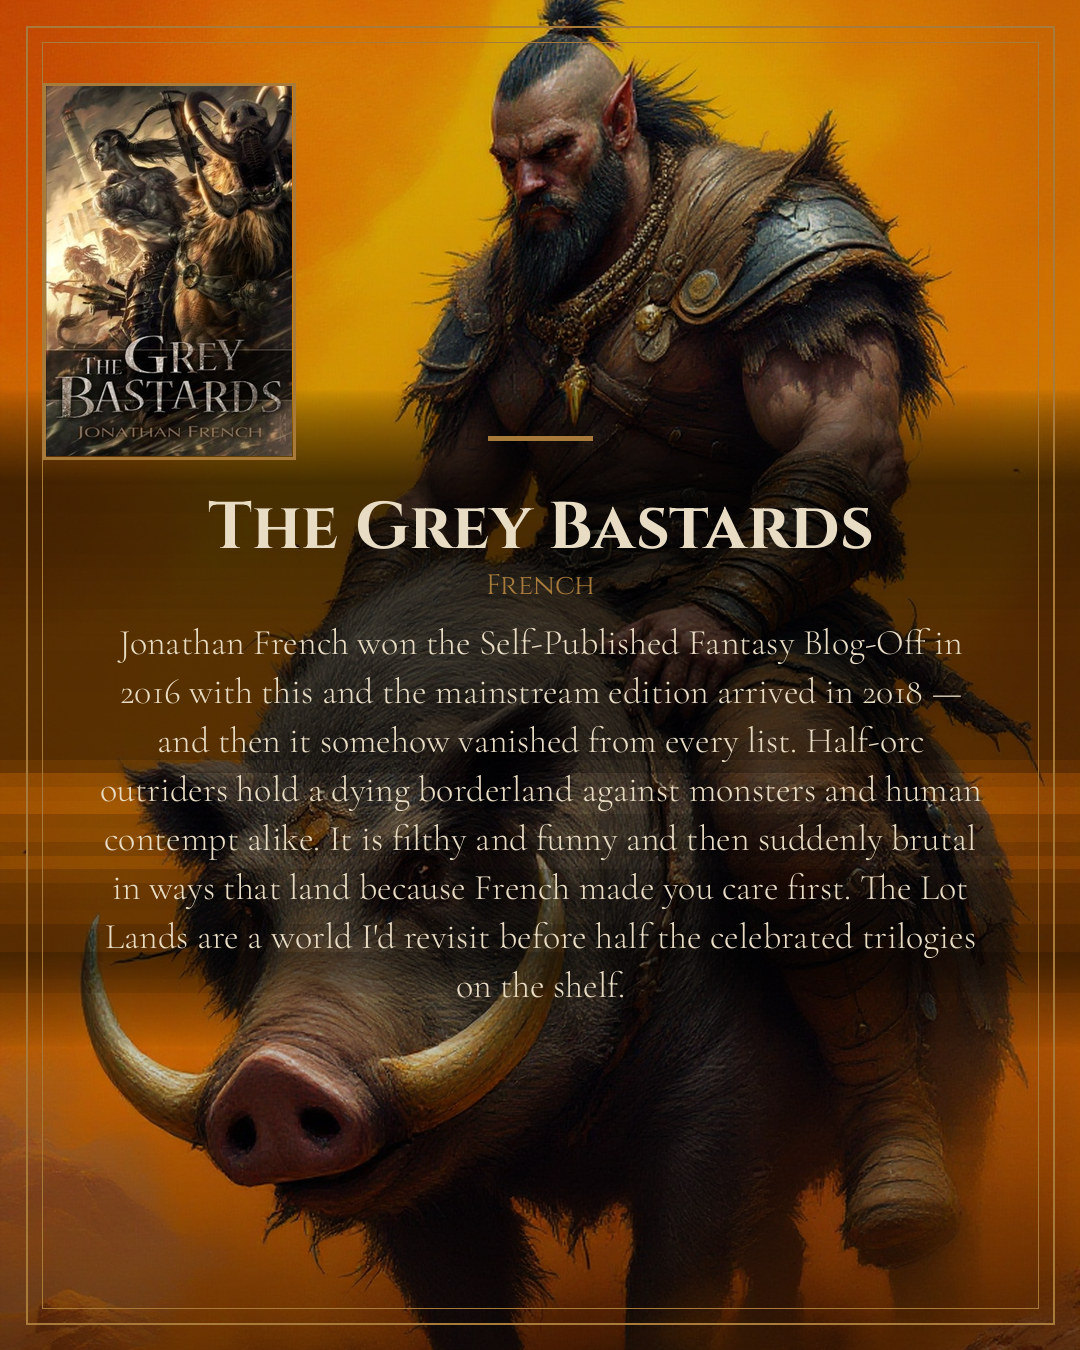 THE GREY
BASTARDS
JONATHAN FRENCH
THE GREY BASTARDS
FRENCH
Jonathan French won the Self-Published Fantasy Blog-Off in
2016 with this and the mainstream edition arrived in 2018 —
and then it somehow vanished from every list. Half-orc
outriders hold a dying borderland against monsters and human
contempt alike. It is filthy and funny and then suddenly brutal
in ways that land because French made you care first. The Lot
Lands are a world I'd revisit before half the celebrated trilogies
on the shelf.